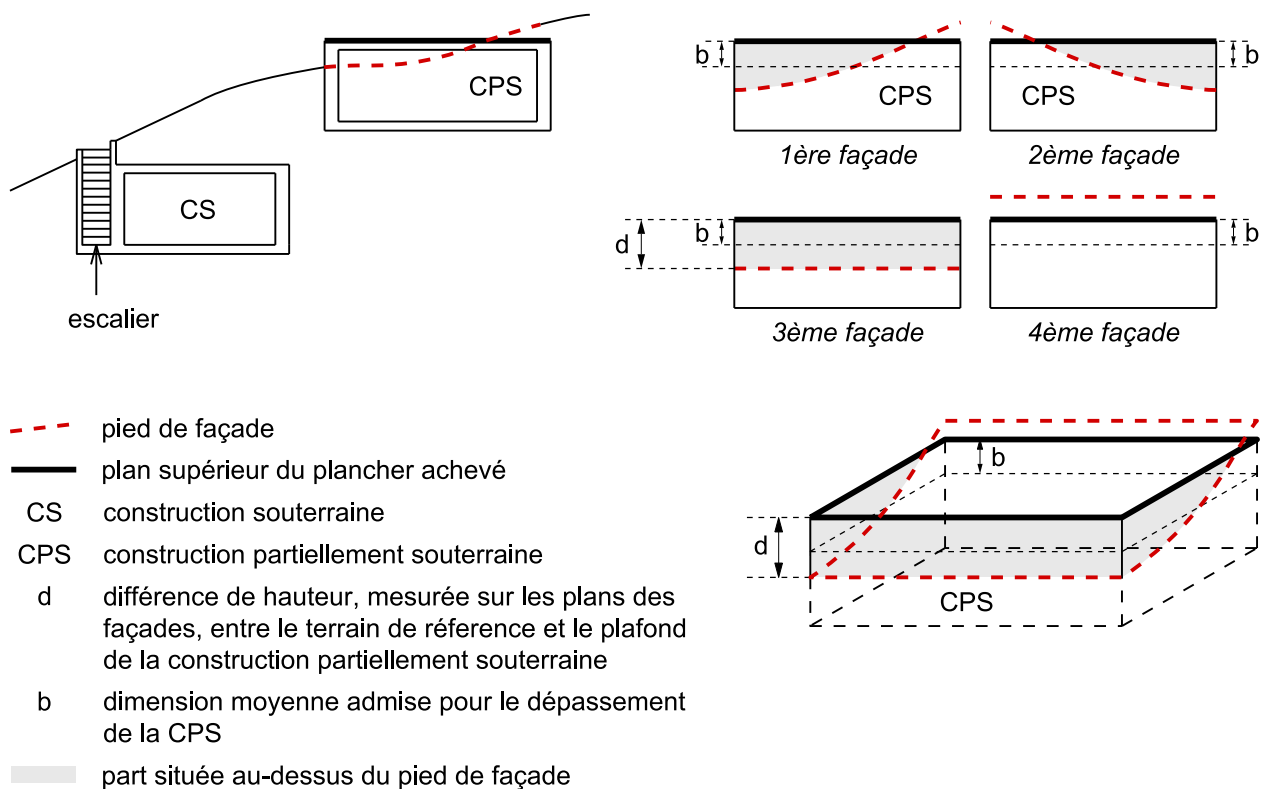 CPS
CS
escalier
b
CPS
1ère façade
b
CPS
2ème façade
d
b
3ème façade
b
4ème façade
pied de façade
plan supérieur du plancher achevé
CS construction souterraine
CPS construction partiellement souterraine
d différence de hauteur, mesurée sur les plans des
façades, entre le terrain de réference et le plafond
de la construction partiellement souterraine
b dimension moyenne admise pour le dépassement
de la CPS
part située au-dessus du pied de façade
b
d
CPS